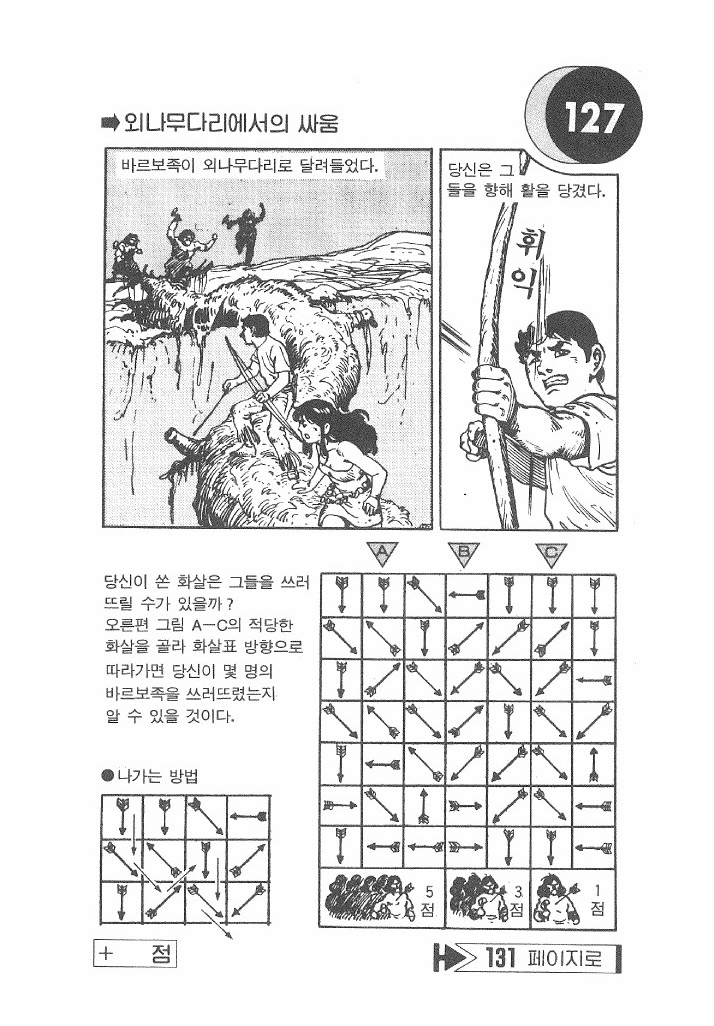 127
➡외나무다리에서의 싸움
바르보족이 외나무다리로 달려들었다.
당신은 그
들을 향해 활을 당겼다.
휘
익
당신이 쏜 화살은 그들을 쓰러
뜨릴 수가 있을까?
오른편 그림 A—C의 적당한
화살을 골라 화살표 방향으로
따라가면 당신이 몇 명의
바르보족을 쓰러뜨렸는지
알 수 있을 것이다.
●나가는 방법
A B C
5 점
3 점
1 점
+ 점
131 페이지로